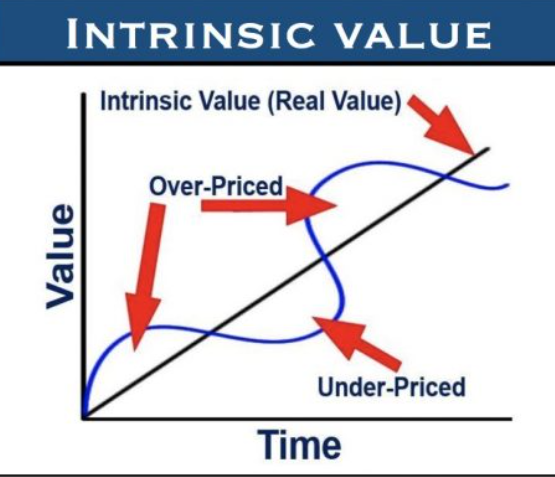 INTRINSIC VALUE
Intrinsic Value (Real Value)
Over-Priced
Value
Under-Priced
Time